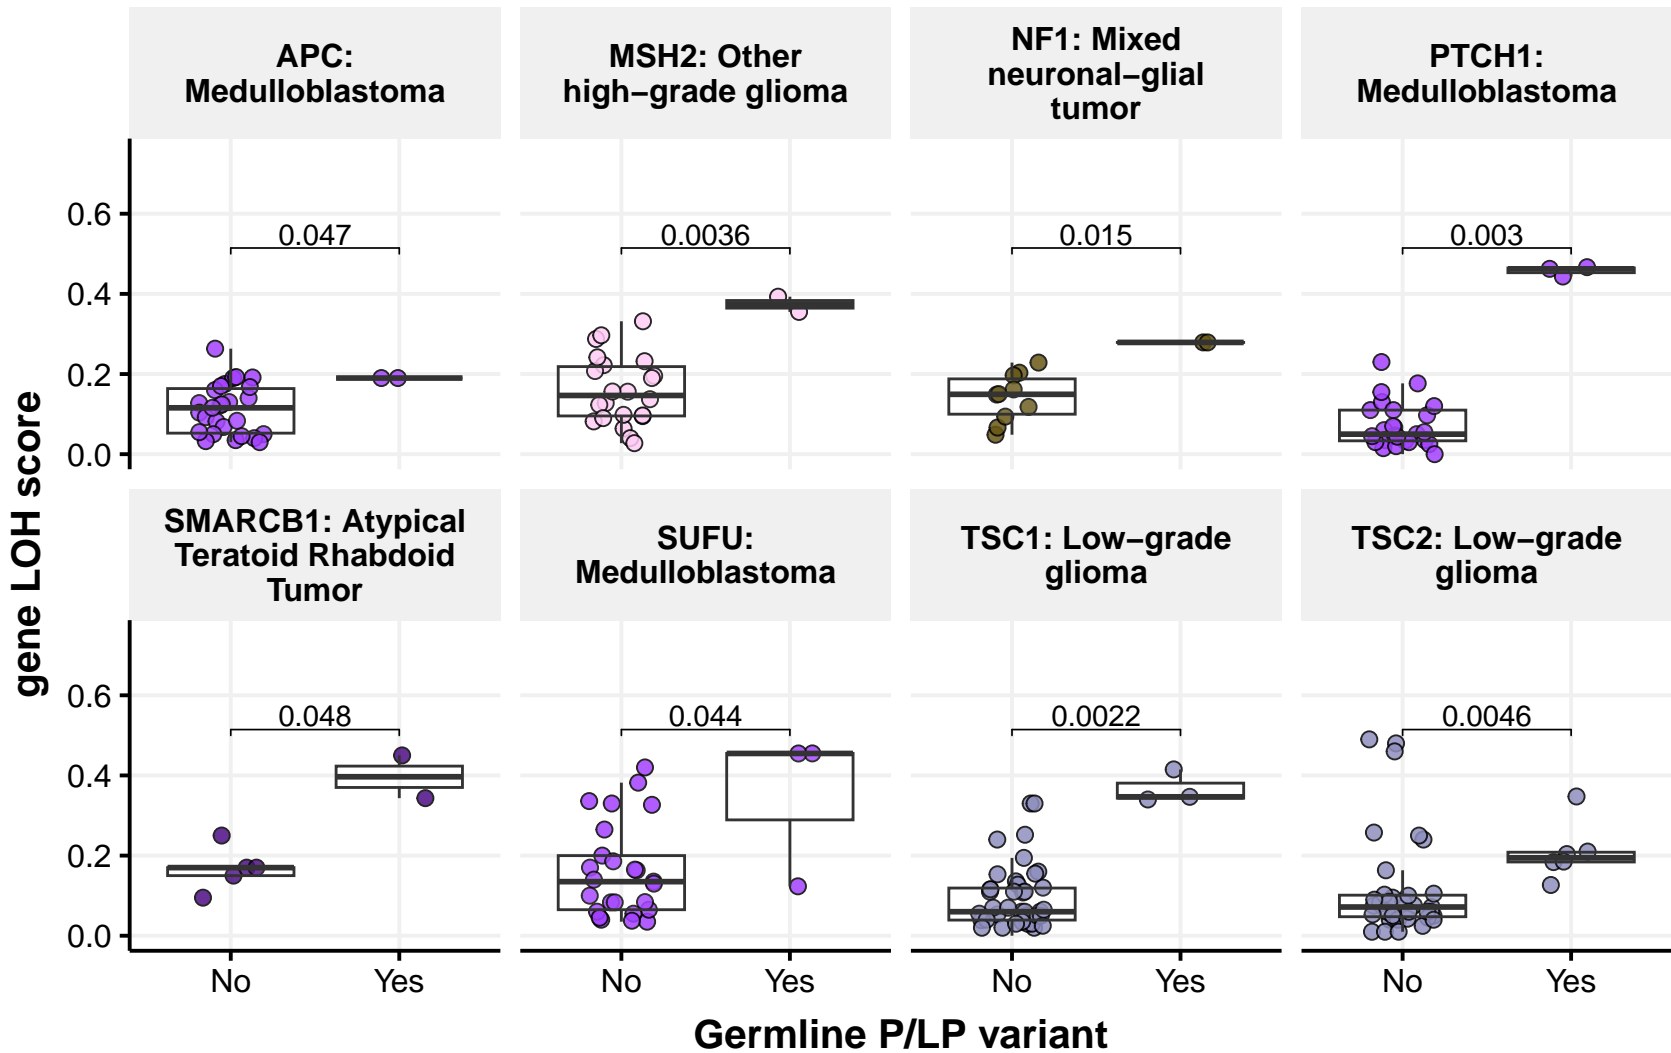 APC:
Medulloblastoma
MSH2: Other
high−grade glioma
NF1: Mixed
neuronal−glial
tumor
PTCH1:
Medulloblastoma
0.6
0.4
0.2
0.0
0.047
0.0036
0.015
0.003
gene LOH score
SMARCB1: Atypical
Teratoid Rhabdoid
Tumor
SUFU:
Medulloblastoma
TSC1: Low−grade
glioma
TSC2: Low−grade
glioma
0.6
0.4
0.2
0.0
0.048
0.044
0.0022
0.0046
No
Yes
No
Yes
No
Yes
No
Yes
Germline P/LP variant